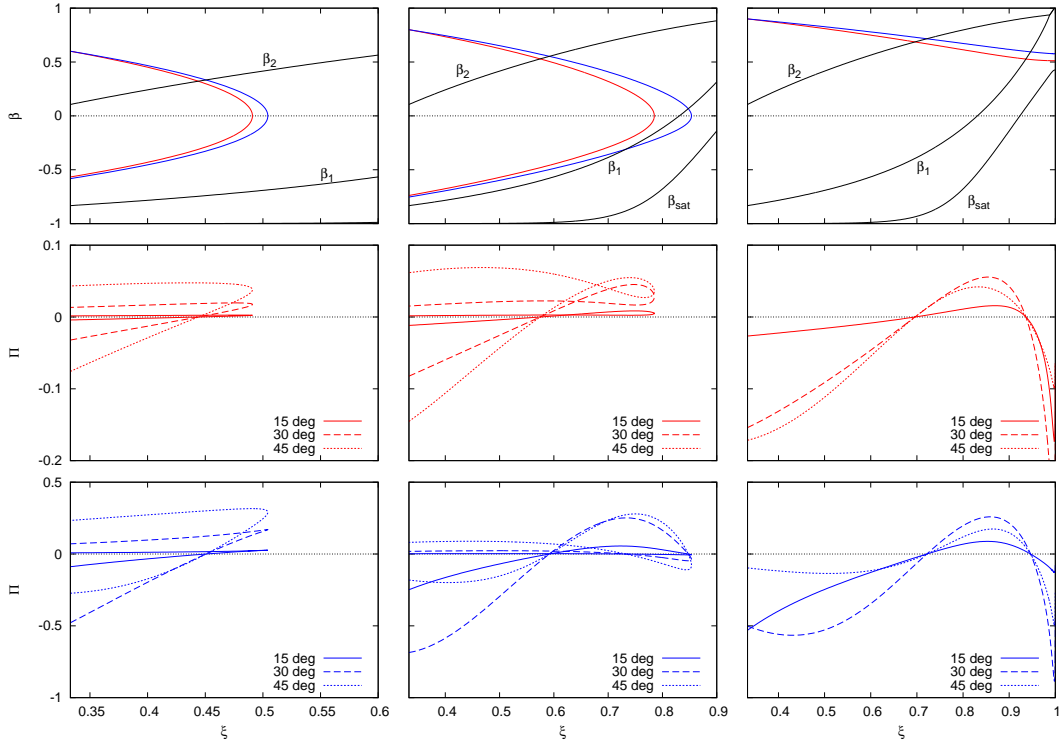 1
0.5
0
-0.5
-1
β
β2
β1
β2
β1
βsat
β2
β1
βsat
0.1
0
-0.1
-0.2
Π
15 deg
30 deg
45 deg
15 deg
30 deg
45 deg
15 deg
30 deg
45 deg
0.5
0
-0.5
-1
Π
15 deg
30 deg
45 deg
15 deg
30 deg
45 deg
15 deg
30 deg
45 deg
0.35 0.4 0.45 0.5 0.55 0.6
0.4 0.5 0.6 0.7 0.8 0.9
0.4 0.5 0.6 0.7 0.8 0.9 1
ξ ξ ξ